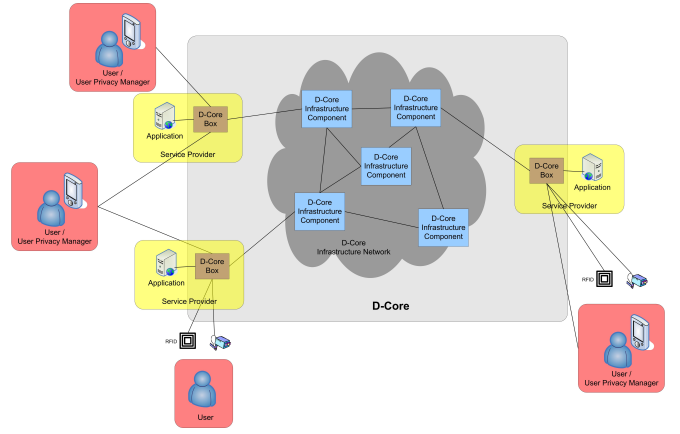 User /
User Privacy Manager
D-Core
Box
Application
Service Provider
D-Core
Infrastructure
Component
D-Core
Infrastructure
Component
D-Core
Infrastructure
Component
D-Core
Infrastructure
Component
D-Core
Infrastructure
Component
D-Core
Infrastructure Network
D-Core
Box
Application
Service Provider
User /
User Privacy Manager
D-Core
Box
Application
Service Provider
D-Core
RFID
RFID
User
User /
User Privacy Manager